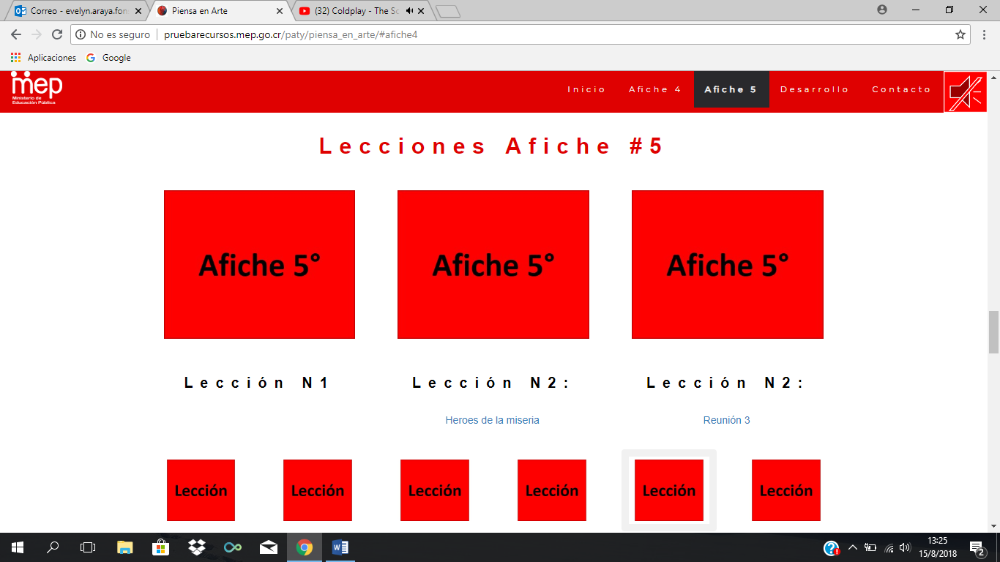 Correo - evelyn.araya.fon
Piensa en Arte
(32) Coldplay - The Sc
No es seguro
pruebarecursos.mep.go.cr/paty/piensa_en_arte/#afiche4
Aplicaciones
Google
mep
Ministerio de
Educación Pública
Inicio
Afiche 4
Afiche 5
Desarrollo
Contacto
Lecciones Afiche #5
Afiche 5°
Afiche 5°
Afiche 5°
Lección N1
Lección N2:
Lección N2:
Heroes de la miseria
Reunión 3
Lección
Lección
Lección
Lección
Lección
Lección
13:25
15/8/2018
2